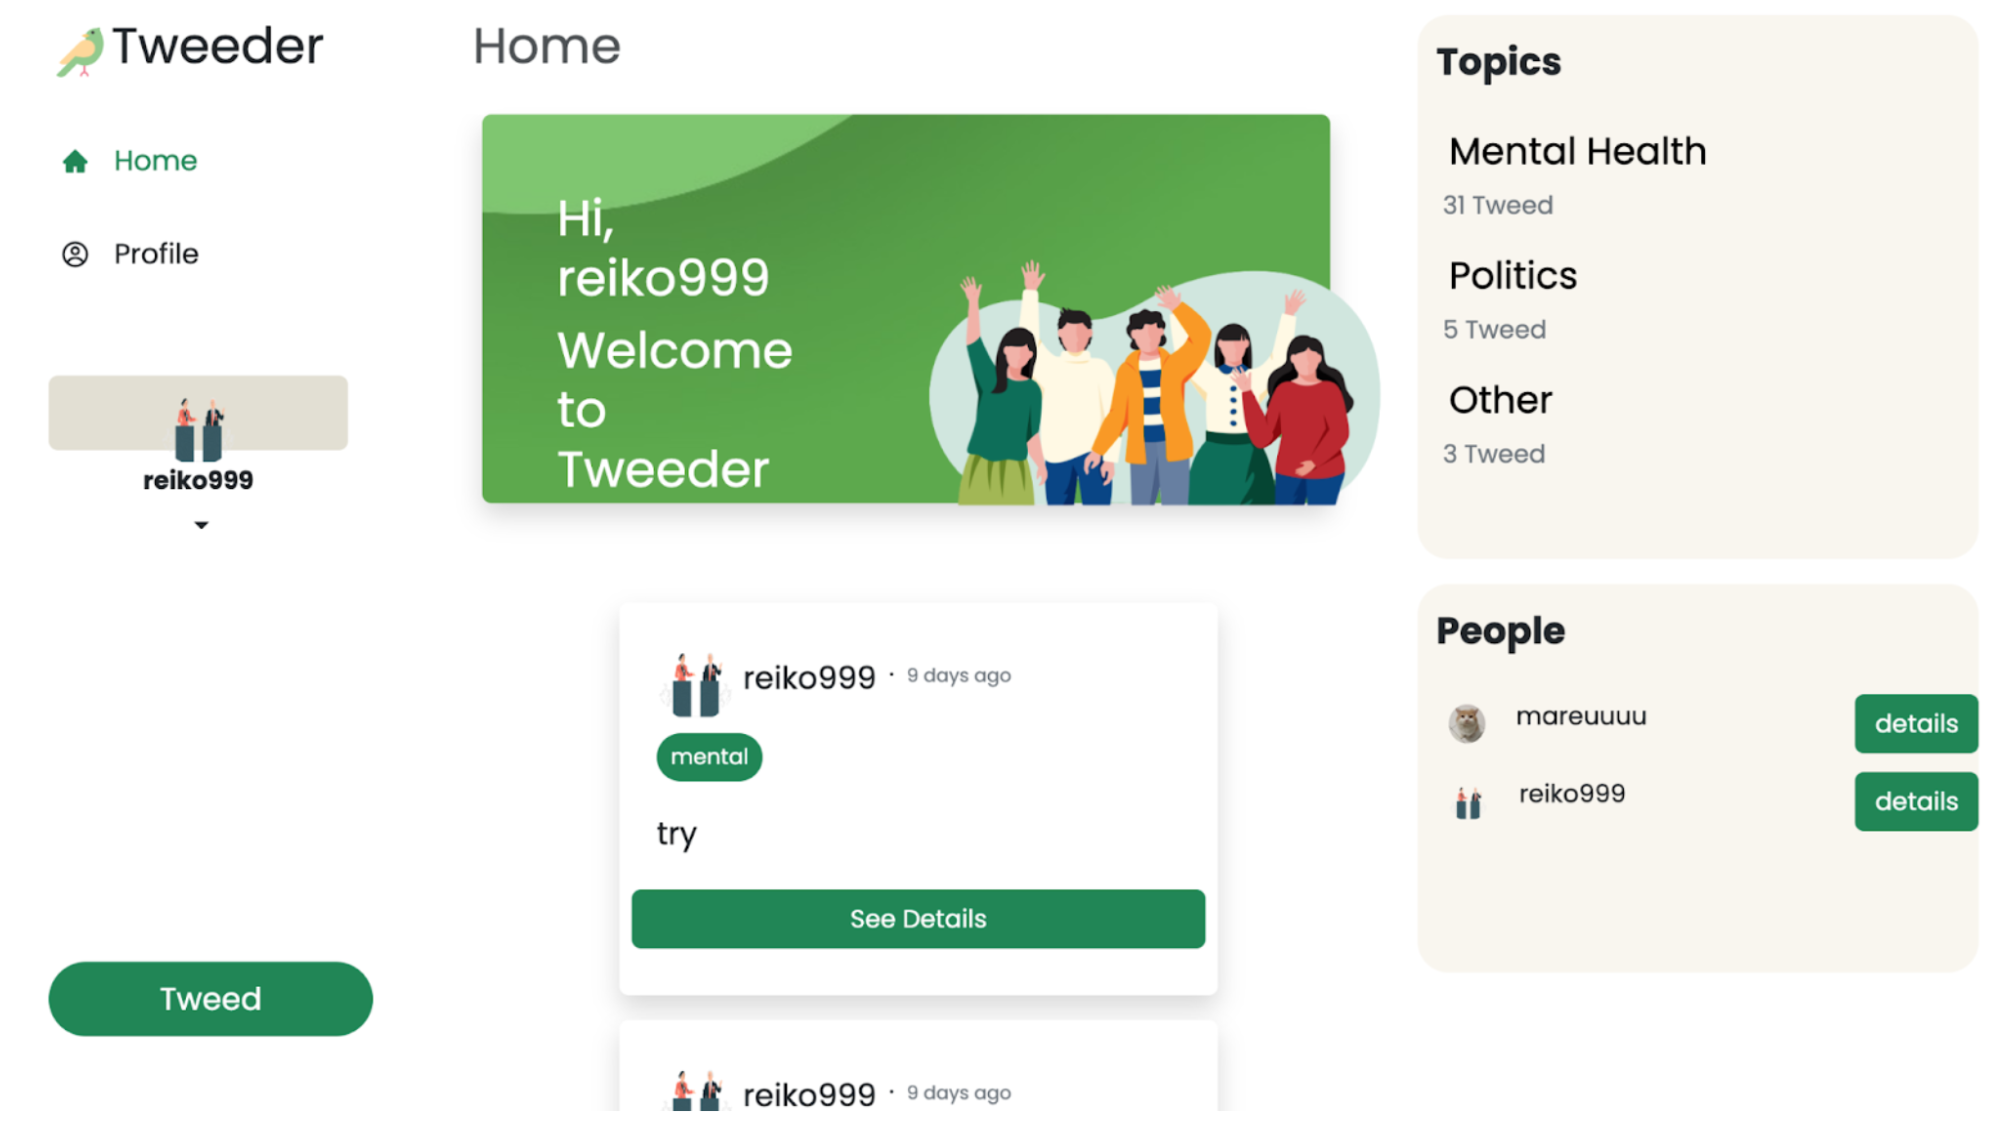 Tweeder
Home
Profile
reiko999
Tweed
Home
Hi,
reiko999
Welcome
to
Tweeder
reiko999 · 9 days ago
mental
try
See Details
reiko999 · 9 days ago
Topics
Mental Health
31 Tweed
Politics
5 Tweed
Other
3 Tweed
People
mareuuuu details
reiko999 details